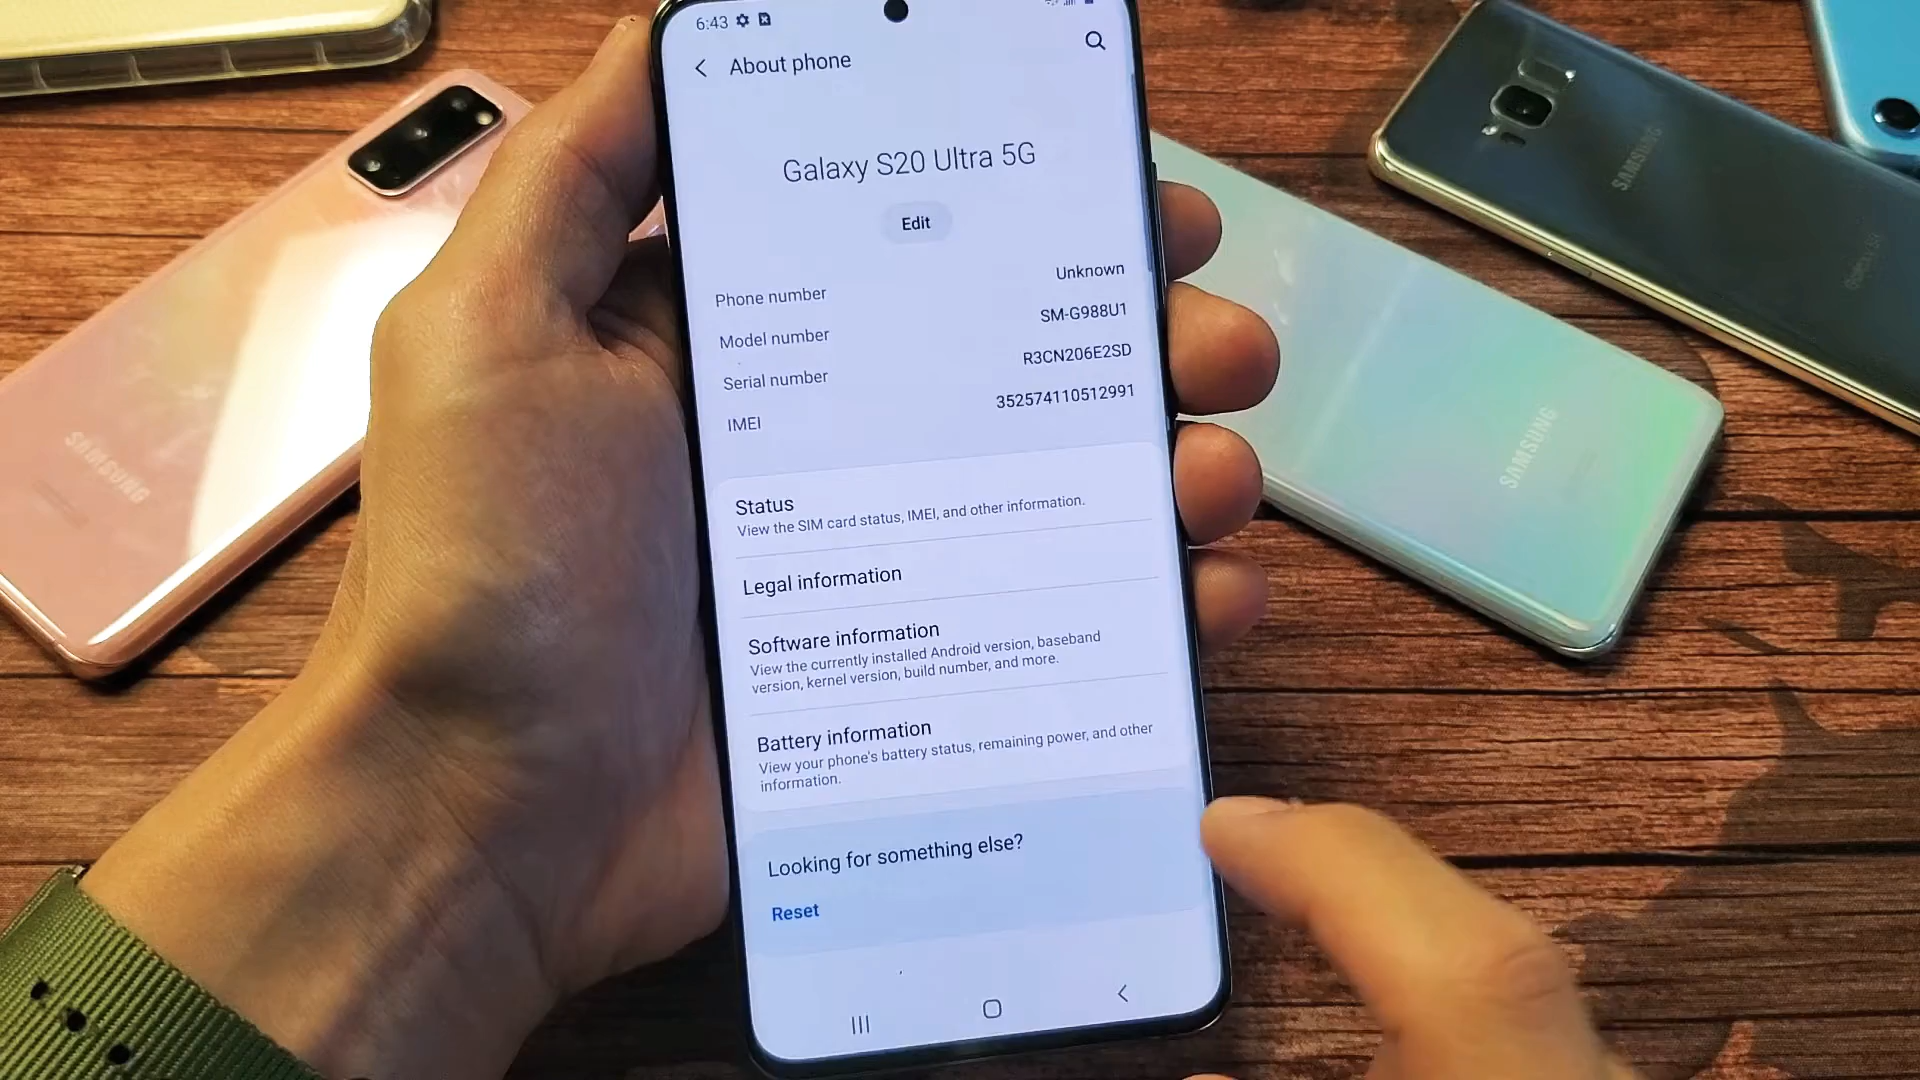 6:43
About phone
Galaxy S20 Ultra 5G
Edit
Phone number Unknown
Model number SM-G988U1
Serial number R3CN206E2SD
IMEI 352574110512991
Status
View the SIM card status, IMEI, and other information.
Legal information
Software information
View the currently installed Android version, baseband
version, kernel version, build number, and more.
Battery information
View your phone's battery status, remaining power, and other
information.
Looking for something else?
Reset
SAMSUNG
SAMSUNG
SAMSUNG